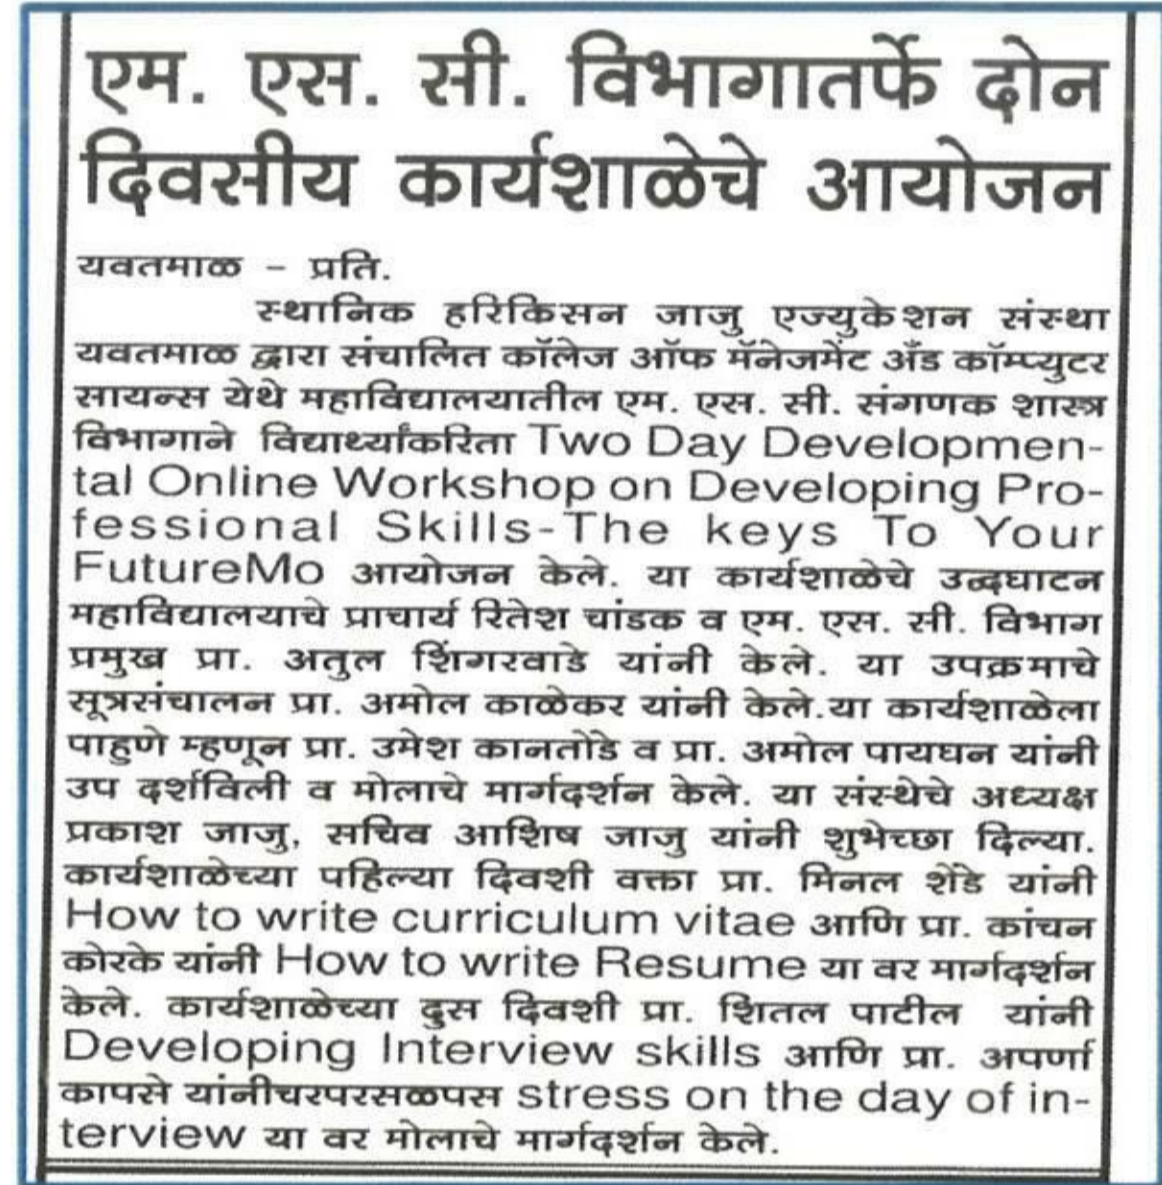 एम. एस. सी. विभागातर्फे दोन
दिवसीय कार्यशाळेचे आयोजन
यवतमाळ - प्रति.
स्थानिक हरिकिसन जाजु एज्युकेशन संस्था
यवतमाळ द्वारा संचालित कॉलेज ऑफ मॅनेजमेंट अँड कॉम्प्युटर
सायन्स येथे महाविद्यालयातील एम. एस. सी. संगणक शास्त्र
विभागाने विद्यार्थ्यांकरिता Two Day Developmen-
tal Online Workshop on Developing Pro-
fessional Skills-The keys To Your
FutureMo आयोजन केले. या कार्यशाळेचे उद्वघाटन
महाविद्यालयाचे प्राचार्य रितेश चांडक व एम. एस. सी. विभाग
प्रमुख प्रा. अतुल शिंगरवाडे यांनी केले. या उपक्रमाचे
सूत्रसंचालन प्रा. अमोल काळेकर यांनी केले.या कार्यशाळेला
पाहुणे म्हणून प्रा. उमेश कानतोडे व प्रा. अमोल पायघन यांनी
उप दर्शविली व मोलाचे मार्गदर्शन केले. या संस्थेचे अध्यक्ष
प्रकाश जाजु, सचिव आशिष जाजु यांनी शुभेच्छा दिल्या.
कार्यशाळेच्या पहिल्या दिवशी वक्ता प्रा. मिनल शेंडे यांनी
How to write curriculum vitae आणि प्रा. कांचन
कोरके यांनी How to write Resume या वर मार्गदर्शन
केले. कार्यशाळेच्या दुस दिवशी प्रा. शितल पाटील यांनी
Developing Interview skills आणि प्रा. अपर्णा
कापसे यांनीचरपरसळपस stress on the day of in-
terview या वर मोलाचे मार्गदर्शन केले.